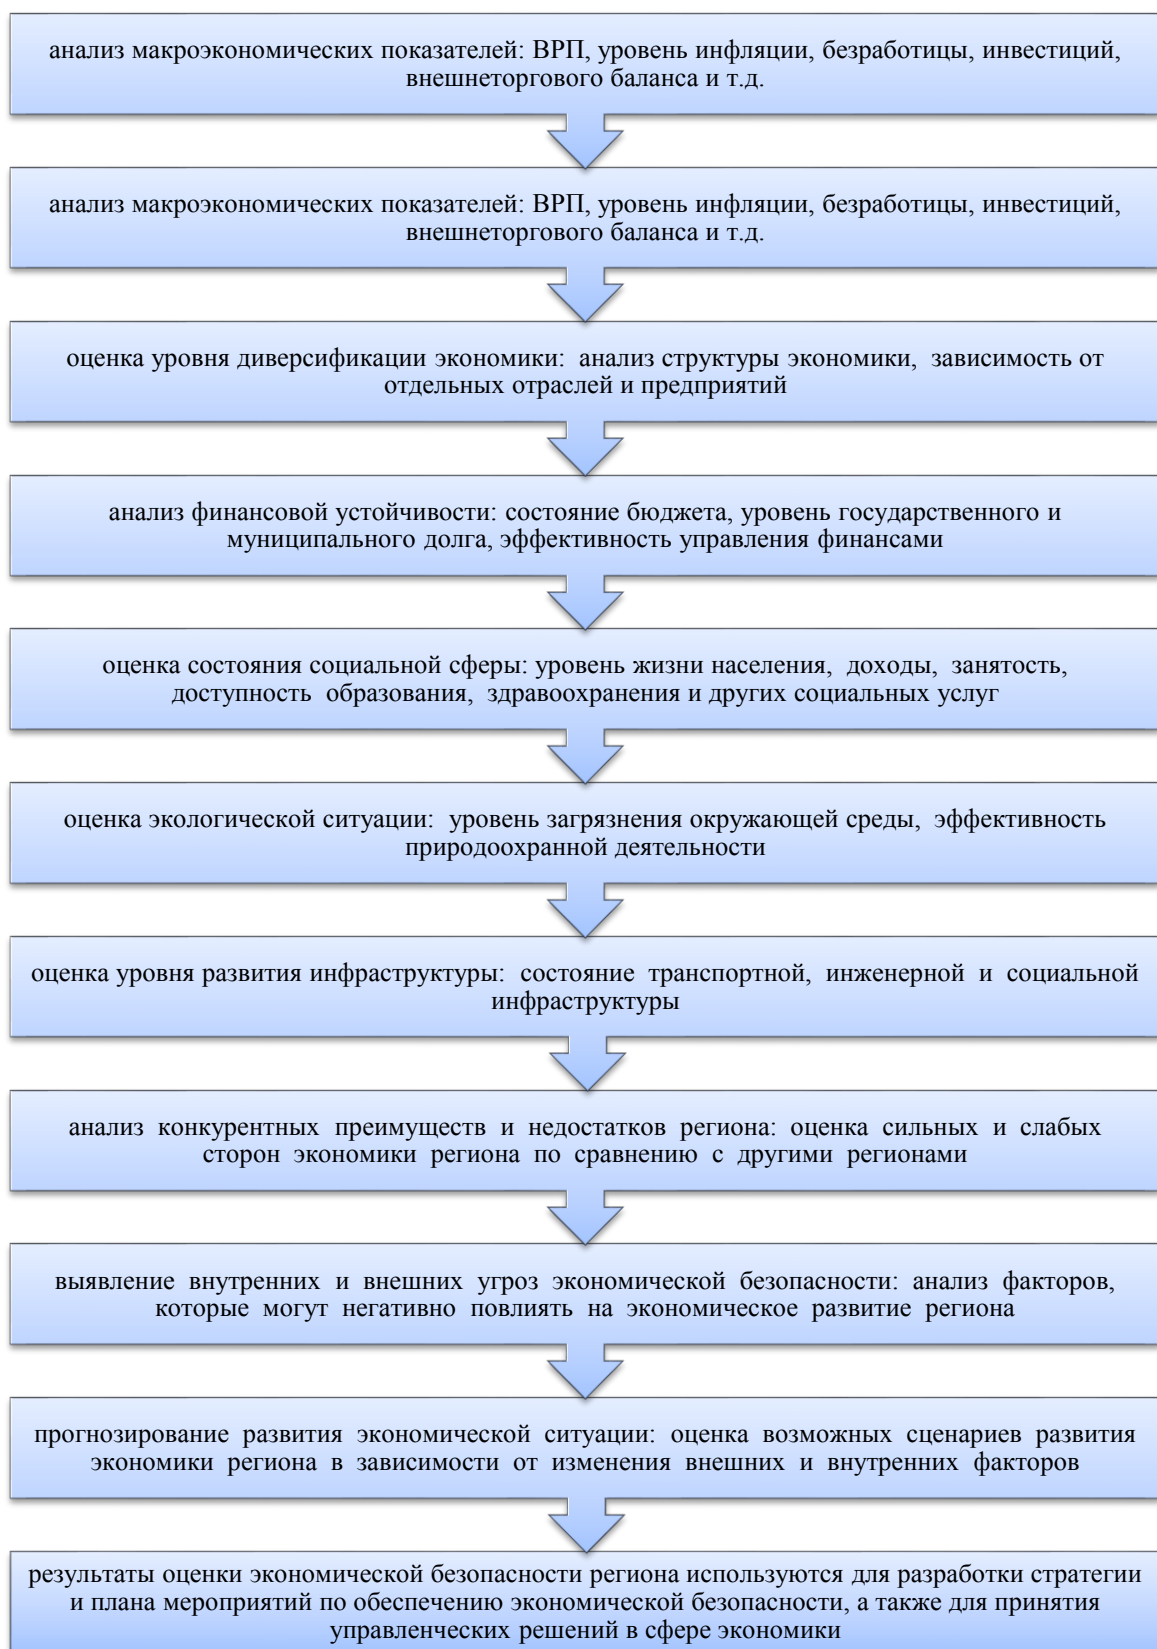 анализ макроэкономических показателей: ВРП, уровень инфляции, безработицы, инвестиций,
внешнеторгового баланса и т.д.
анализ макроэкономических показателей: ВРП, уровень инфляции, безработицы, инвестиций,
внешнеторгового баланса и т.д.
оценка уровня диверсификации экономики: анализ структуры экономики, зависимость от
отдельных отраслей и предприятий
анализ финансовой устойчивости: состояние бюджета, уровень государственного и
муниципального долга, эффективность управления финансами
оценка состояния социальной сферы: уровень жизни населения, доходы, занятость,
доступность образования, здравоохранения и других социальных услуг
оценка экологической ситуации: уровень загрязнения окружающей среды, эффективность
природоохранной деятельности
оценка уровня развития инфраструктуры: состояние транспортной, инженерной и социальной
инфраструктуры
анализ конкурентных преимуществ и недостатков региона: оценка сильных и слабых
сторон экономики региона по сравнению с другими регионами
выявление внутренних и внешних угроз экономической безопасности: анализ факторов,
которые могут негативно повлиять на экономическое развитие региона
прогнозирование развития экономической ситуации: оценка возможных сценариев развития
экономики региона в зависимости от изменения внешних и внутренних факторов
результаты оценки экономической безопасности региона используются для разработки стратегии
и плана мероприятий по обеспечению экономической безопасности, а также для принятия
управленческих решений в сфере экономики